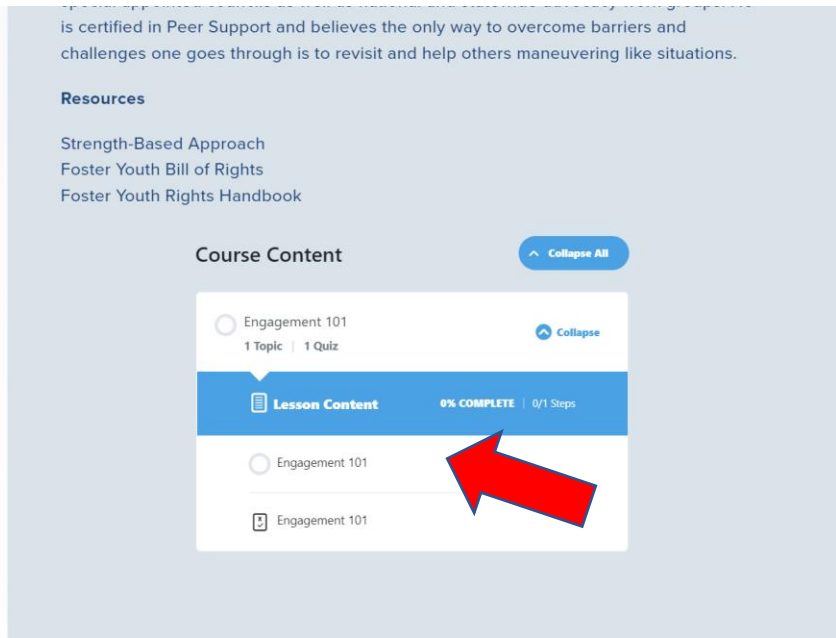 is certified in Peer Support and believes the only way to overcome barriers and
challenges one goes through is to revisit and help others maneuvering like situations.
Resources
Strength-Based Approach
Foster Youth Bill of Rights
Foster Youth Rights Handbook
Course Content
Collapse All
Engagement 101
1 Topic | 1 Quiz
Collapse
Lesson Content
0% COMPLETE | 0/1 Steps
Engagement 101
Engagement 101